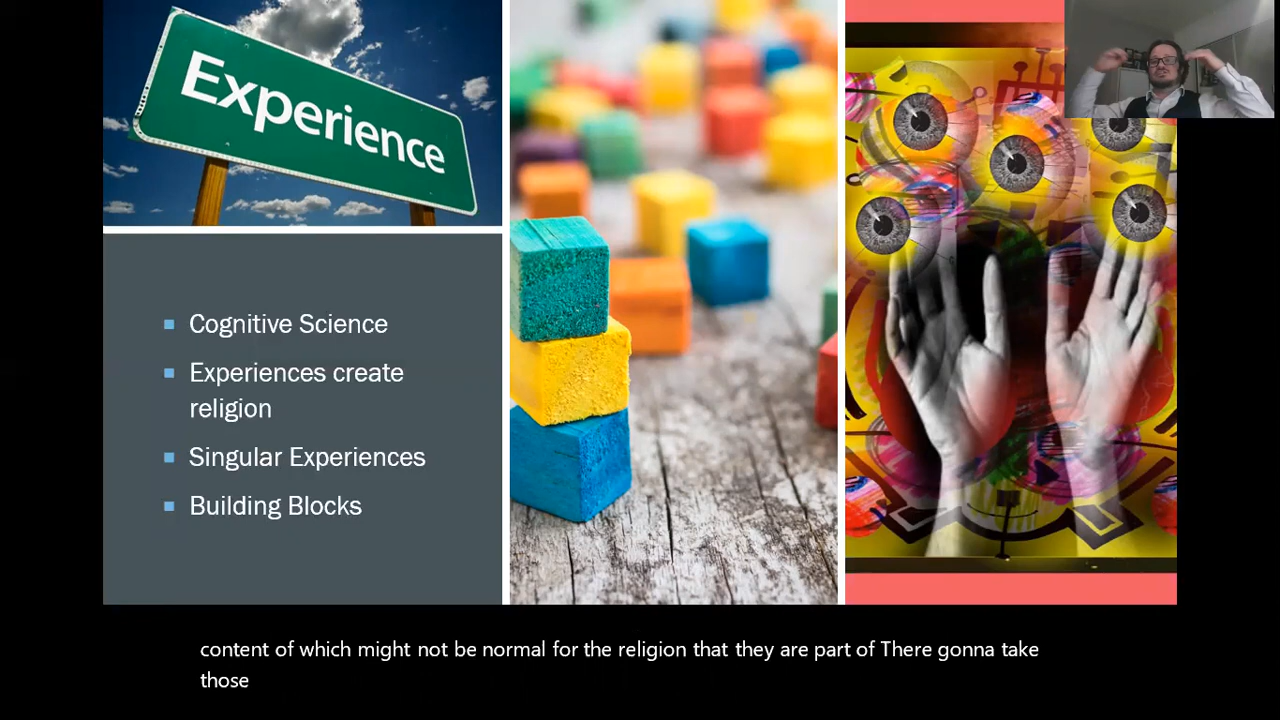 Experience
Cognitive Science
Experiences create
religion
Singular Experiences
Building Blocks
content of which might not be normal for the religion that they are part of There gonna take
those